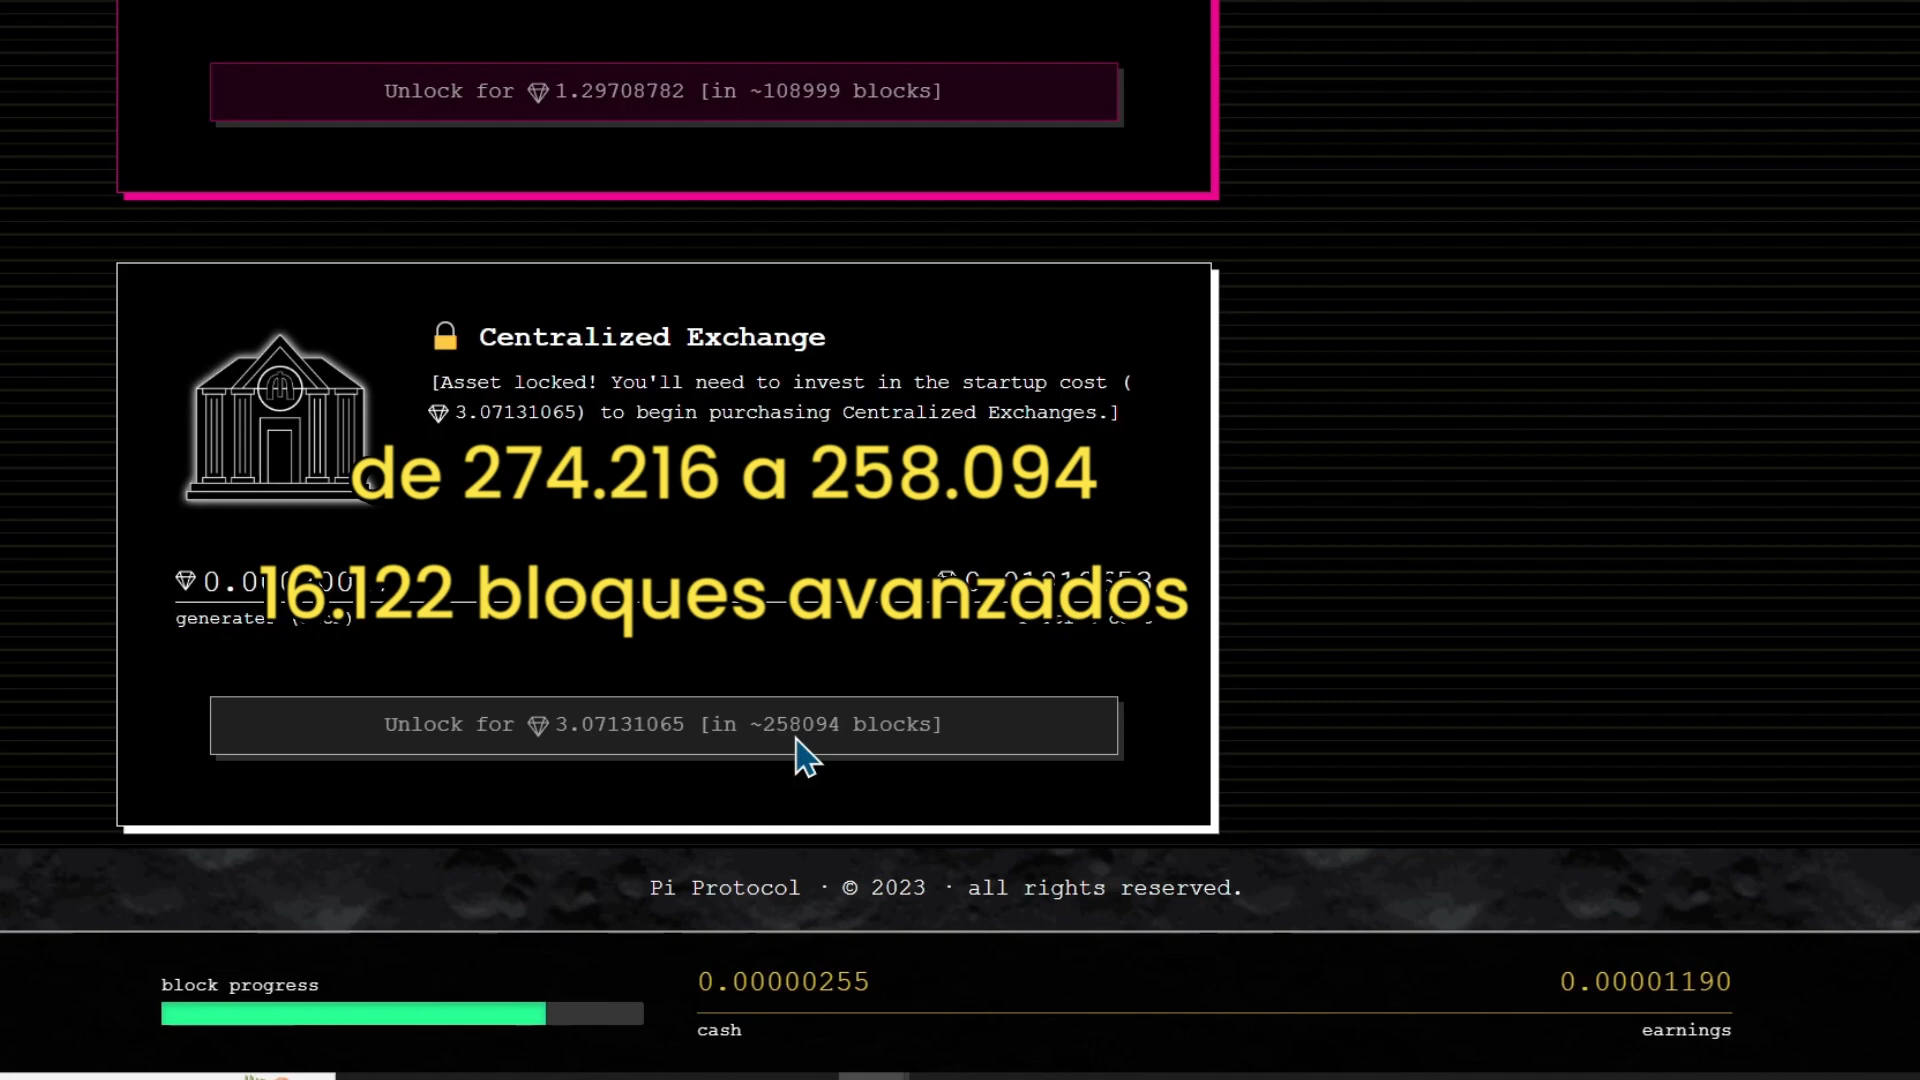 Unlock for 1.29708782 [in ~108999 blocks]
Centralized Exchange
[Asset locked! You'll need to invest in the startup cost (
3.07131065) to begin purchasing Centralized Exchanges.]
de 274.216 a 258.094
16.122 bloques avanzados
Unlock for 3.07131065 [in ~258094 blocks]
Pi Protocol · © 2023 · all rights reserved.
block progress
0.00000255
0.00001190
cash
earnings